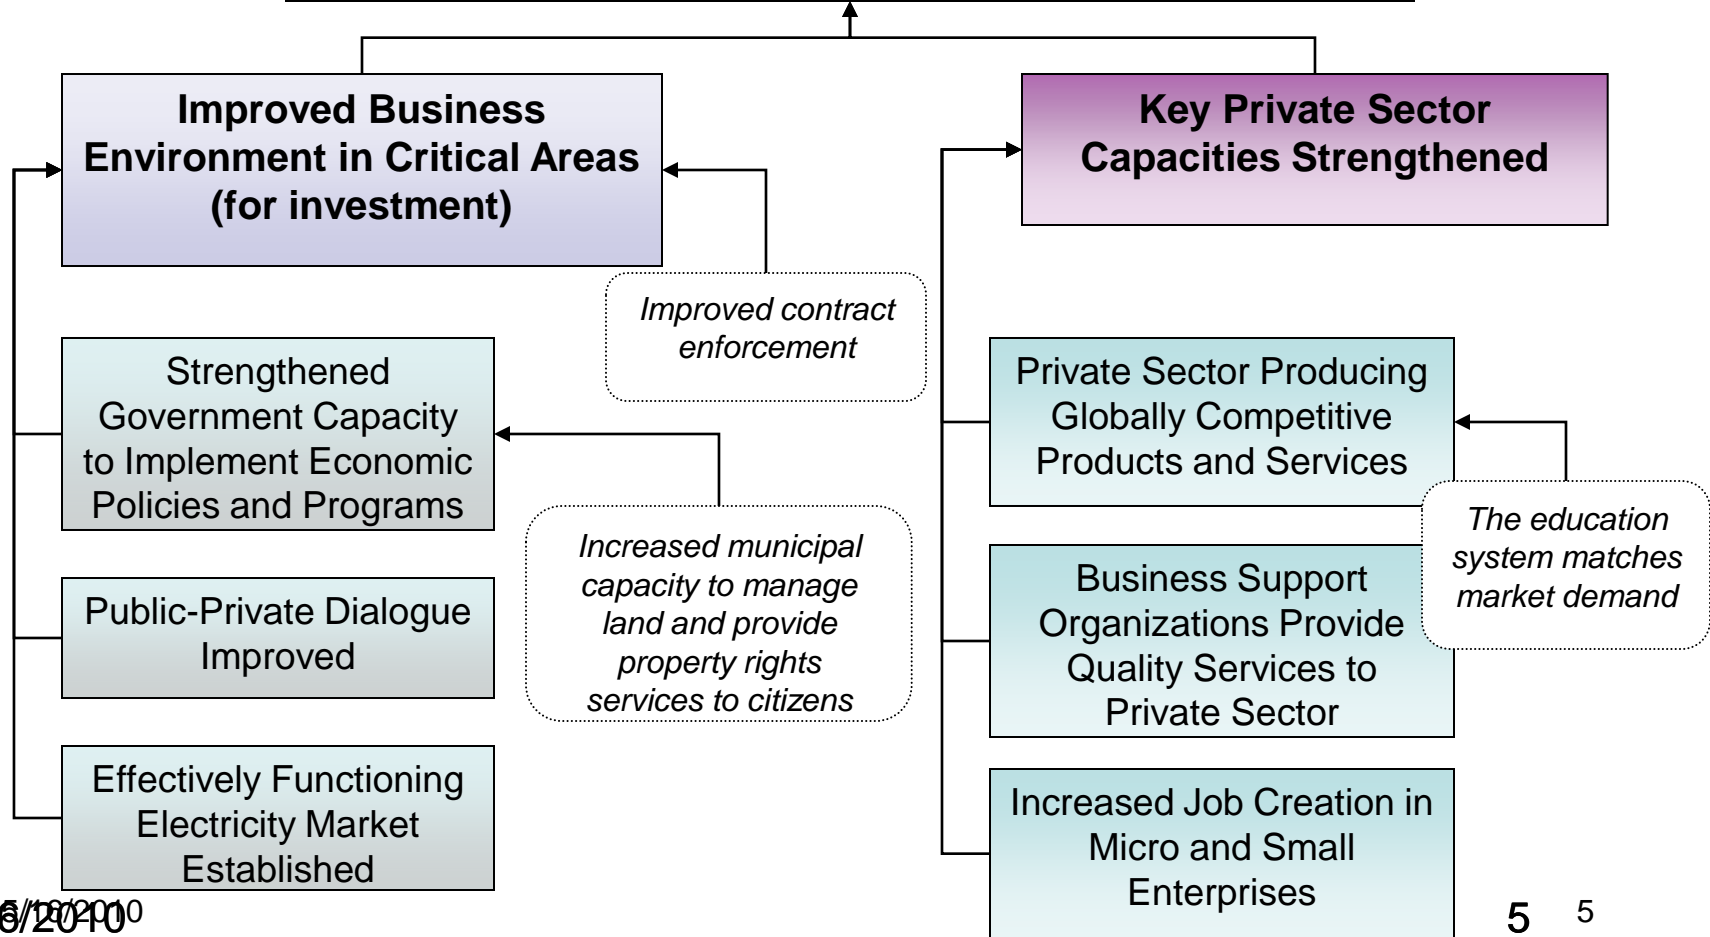 Improved Business
Environment in Critical Areas
(for investment)
Key Private Sector
Capacities Strengthened
Improved contract
enforcement
Strengthened
Government Capacity
to Implement Economic
Policies and Programs
Private Sector Producing
Globally Competitive
Products and Services
Increased municipal
capacity to manage
land and provide
property rights
services to citizens
The education
system matches
market demand
Public-Private Dialogue
Improved
Business Support
Organizations Provide
Quality Services to
Private Sector
Effectively Functioning
Electricity Market
Established
Increased Job Creation in
Micro and Small
Enterprises
6/2010
5
5